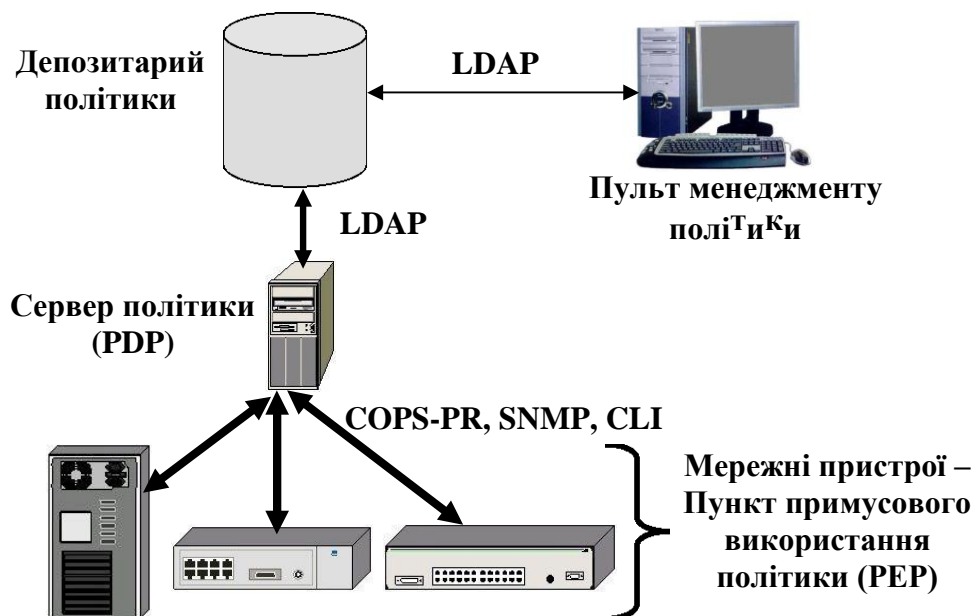 Депозитарий
політики
LDAP
Пульт менеджменту
політики
LDAP
Сервер політики
(PDP)
COPS-PR, SNMP, CLI
Мережні пристрої –
Пункт примусового
використання
політики (PEP)